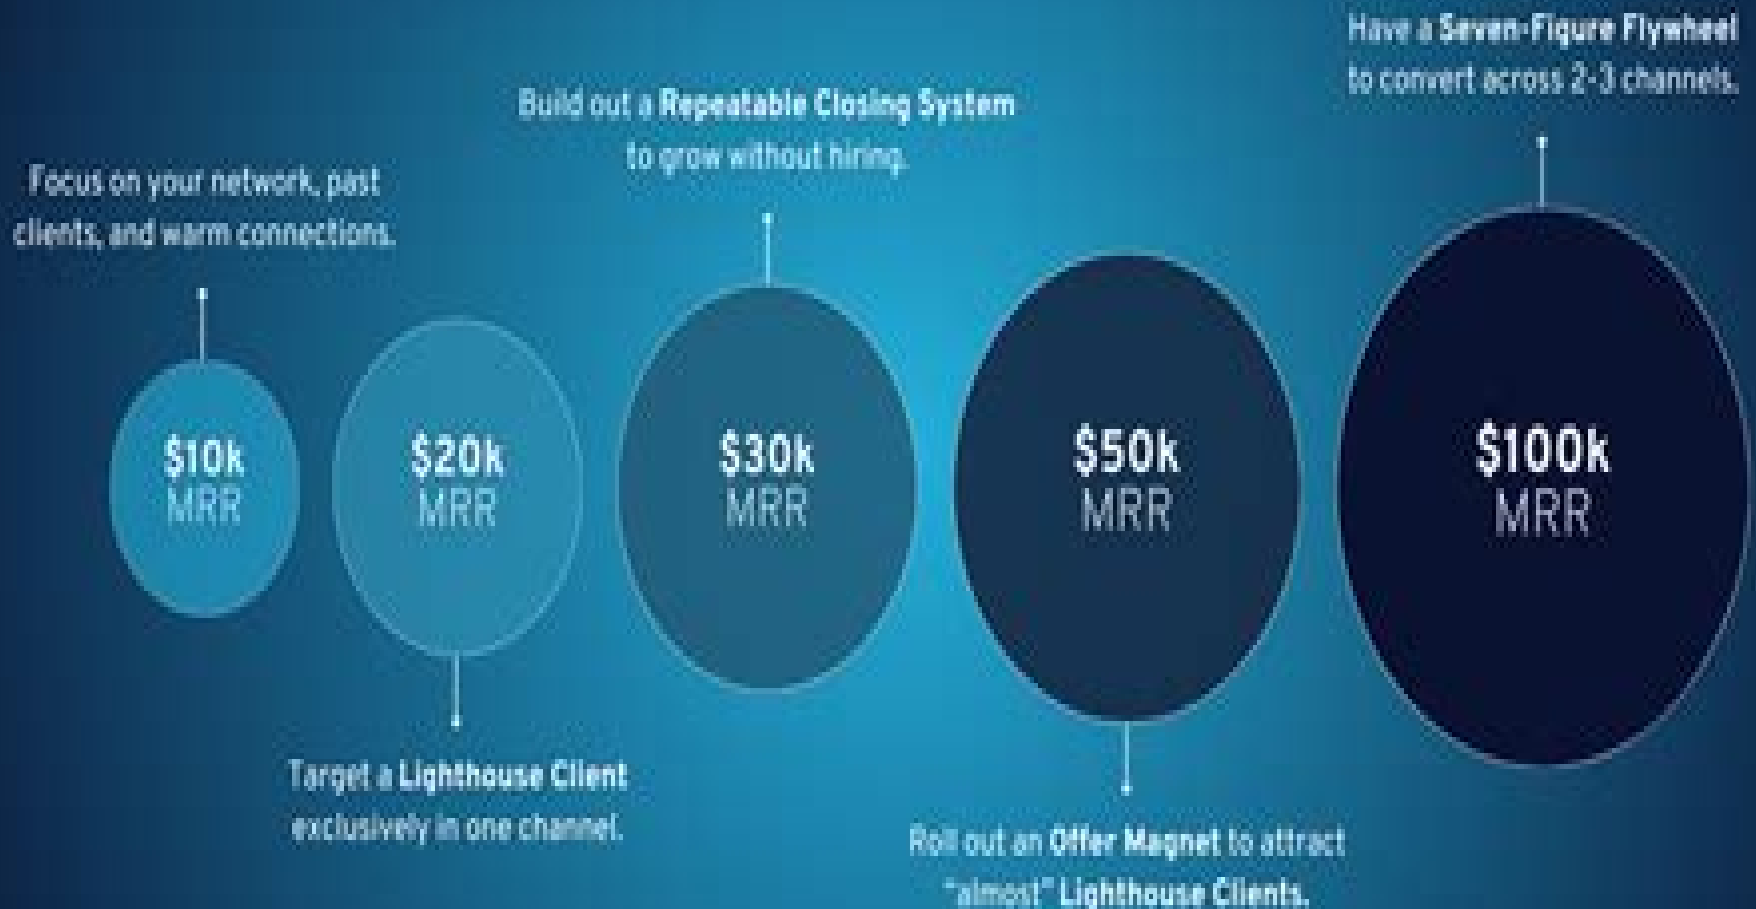 Focus on your network, past
clients, and warm connections.
$10k
MRR
$20k
MRR
Target a Lighthouse Client
exclusively in one channel.
Build out a Repeatable Closing System
to grow without hiring.
$30k
MRR
$50k
MRR
Roll out an Offer Magnet to attract
"almost" Lighthouse Clients.
Have a Seven-Figure Flywheel
to convert across 2-3 channels.
$100k
MRR